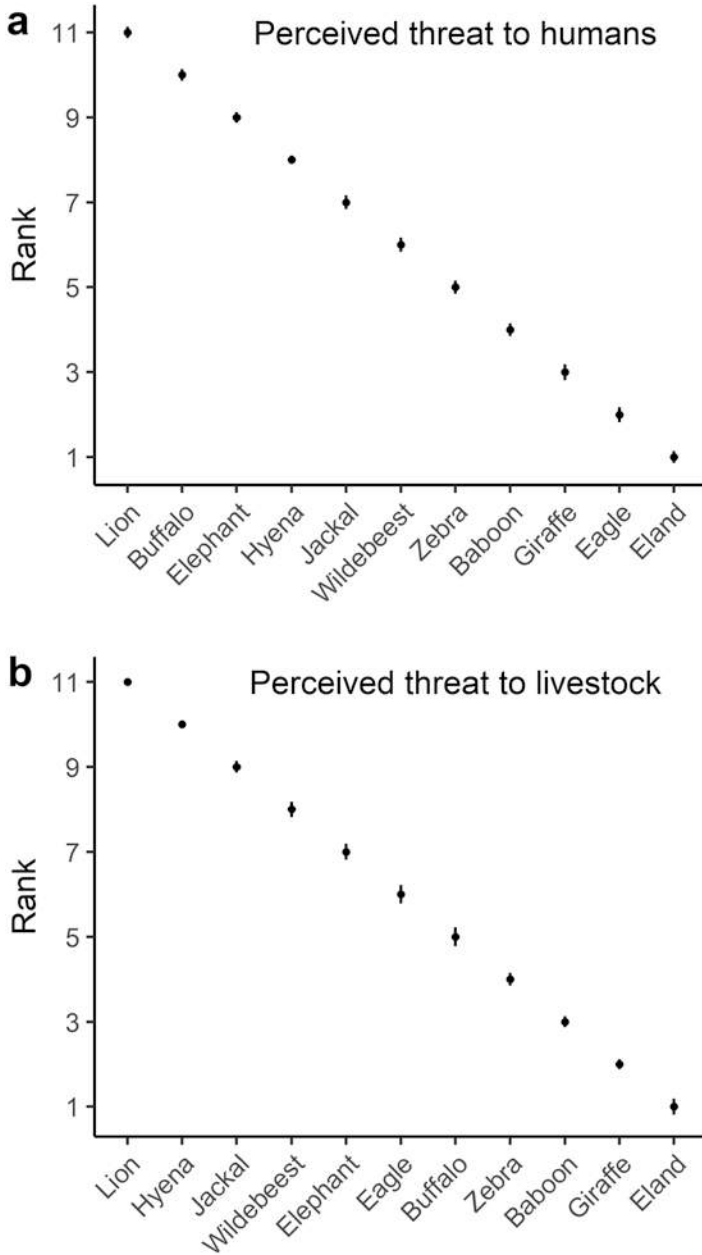 a
Perceived threat to humans
11
9
7
5
3
1
Rank
Lion
Buffalo
Elephant
Hyena
Jackal
Wildebeest
Zebra
Baboon
Giraffe
Eagle
Eland
b
Perceived threat to livestock
11
9
7
5
3
1
Rank
Lion
Hyena
Jackal
Wildebeest
Elephant
Eagle
Buffalo
Zebra
Baboon
Giraffe
Eland